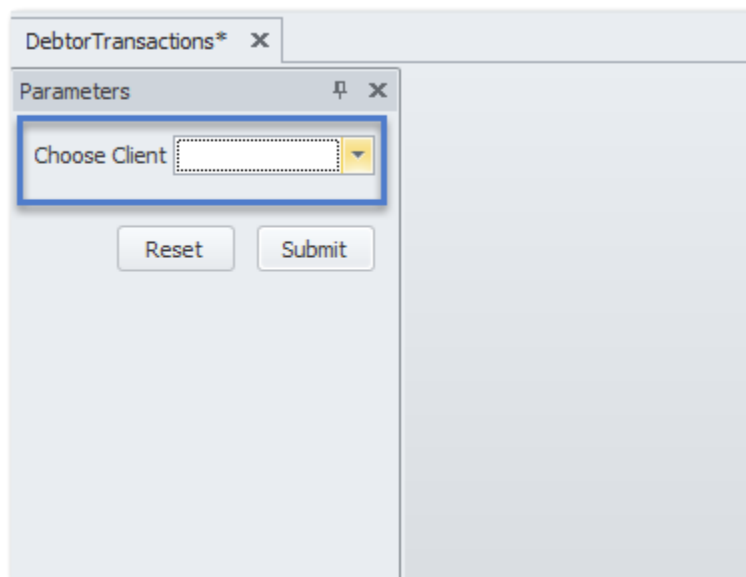 DebtorTransactions*
Parameters
Choose Client
Reset Submit